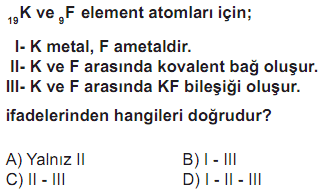 ₁₉K ve ₉F element atomları için;
I- K metal, F ametaldir.
II- K ve F arasında kovalent bağ oluşur.
III- K ve F arasında KF bileşiği oluşur.
ifadelerinden hangileri doğrudur?
A) Yalnız II B) I - III
C) II - III D) I - II - III